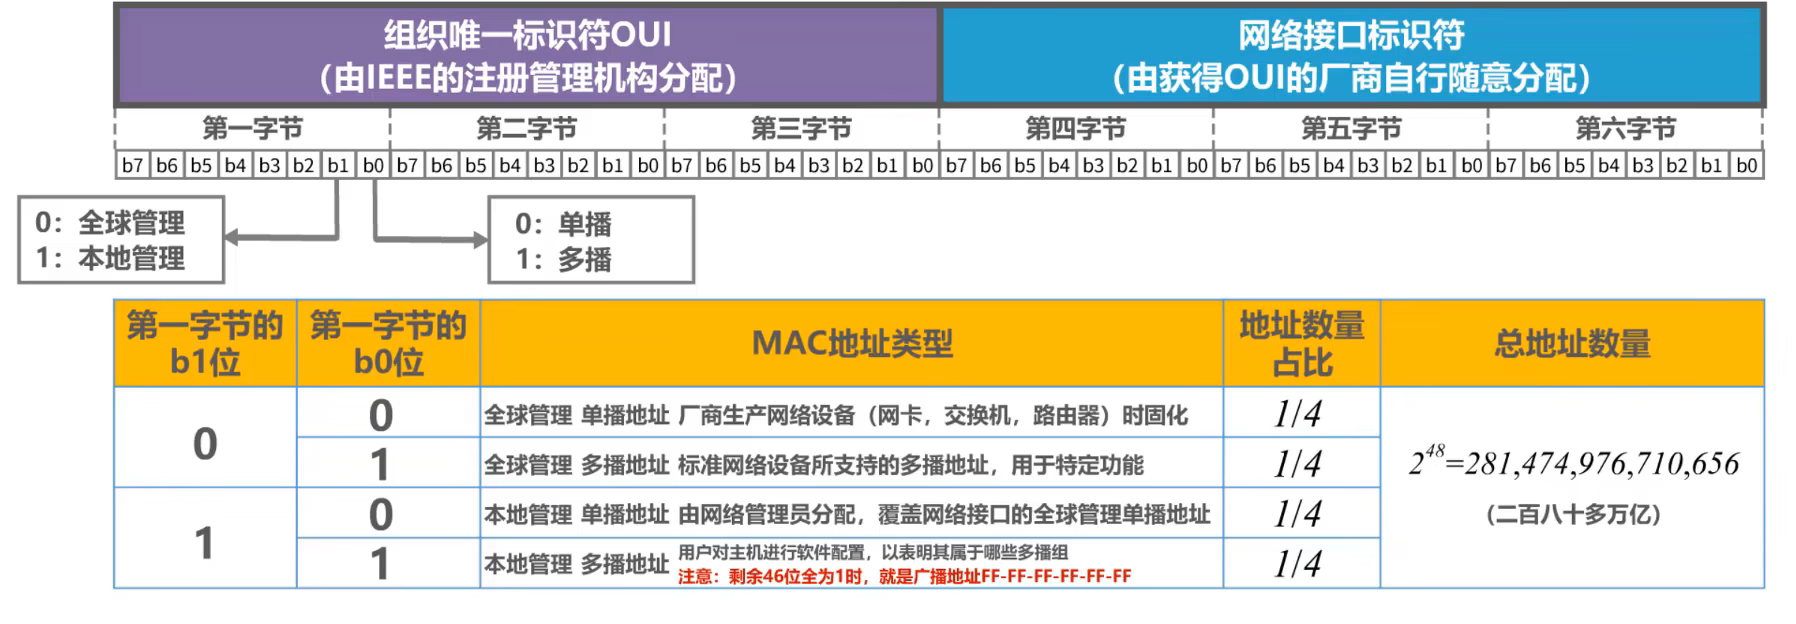 组织唯一标识符OUI
（由IEEE的注册管理机构分配）
网络接口标识符
（由获得OUI的厂商自行随意分配）
第一字节 第二字节 第三字节 第四字节 第五字节 第六字节
b7 b6 b5 b4 b3 b2 b1 b0 b7 b6 b5 b4 b3 b2 b1 b0 b7 b6 b5 b4 b3 b2 b1 b0 b7 b6 b5 b4 b3 b2 b1 b0 b7 b6 b5 b4 b3 b2 b1 b0 b7 b6 b5 b4 b3 b2 b1 b0
0：全球管理
1：本地管理
0：单播
1：多播
第一字节的
b1位
第一字节的
b0位
MAC地址类型
地址数量
占比
总地址数量
0
0
全球管理 单播地址 厂商生产网络设备（网卡，交换机，路由器）时固化
1/4
1
全球管理 多播地址 标准网络设备所支持的多播地址，用于特定功能
1/4
1
0
本地管理 单播地址 由网络管理员分配，覆盖网络接口的全球管理单播地址
1/4
1
本地管理 多播地址
用户对主机进行软件配置，以表明其属于哪些多播组
注意：剩余46位全为1时，就是广播地址FF-FF-FF-FF-FF-FF
1/4
2^48=281,474,976,710,656
（二百八十多万亿）